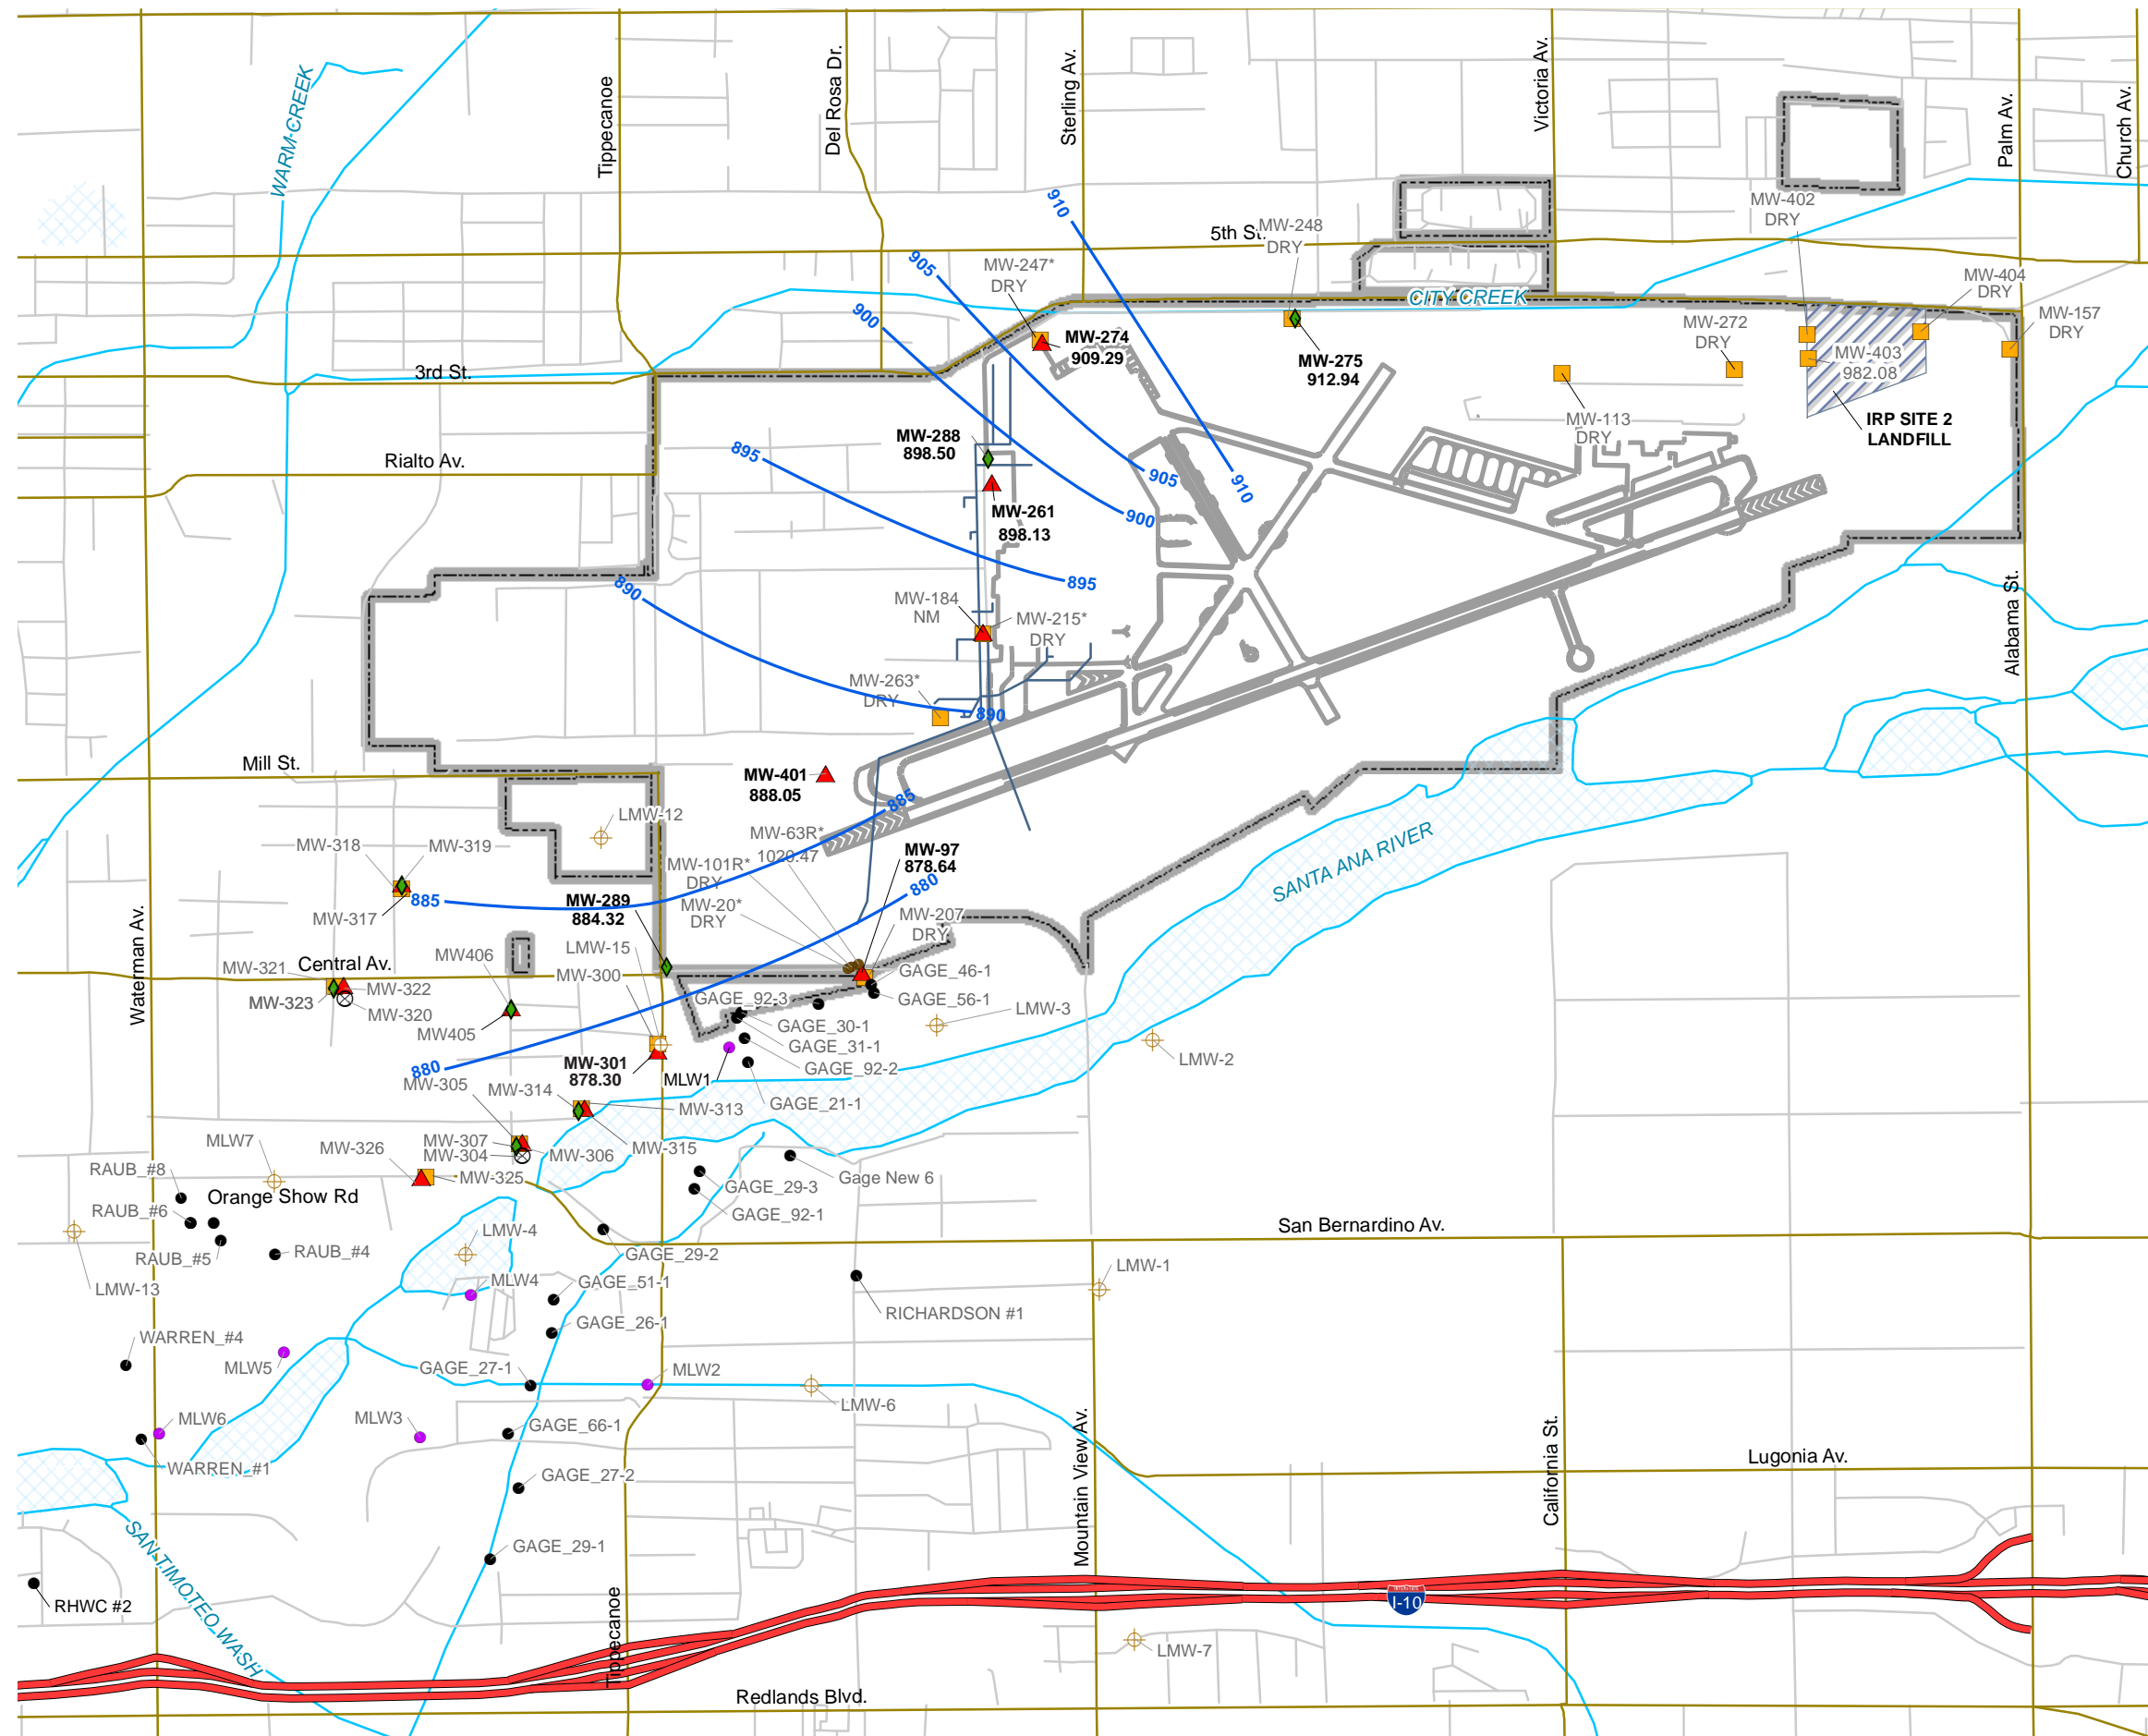 WARM CREEK
Tippecanoe
Del Rosa Dr.
Sterling Av.
Victoria Av.
Palm Av.
Church Av.
910
MW-402
DRY
5th St.
MW-248
DRY
905
MW-247*
DRY
MW-404
DRY
CITY CREEK
900
MW-274
909.29
MW-272
DRY
MW-157
DRY
MW-275
912.94
MW-403
982.08
3rd St.
MW-113
DRY
IRP SITE 2
LANDFILL
MW-288
898.50
895
Rialto Av.
905
910
MW-261
898.13
900
890
895
MW-184
NM
MW-215*
DRY
Alabama St.
MW-263*
DRY
890
Mill St.
MW-401
888.05
885
LMW-12
MW-63R*
1020.47
MW-97
878.64
SANTA ANA RIVER
MW-318
MW-319
MW-101R*
DRY
880
885
MW-317
MW-289
884.32
MW-20*
DRY
MW-207
DRY
Waterman Av.
LMW-15
MW406
Central Av.
MW-321
MW-300
GAGE_46-1
MW-322
MW-323
MW-320
GAGE_92-3
GAGE_56-1
LMW-3
MW405
GAGE_30-1
GAGE_31-1
LMW-2
MW-301
878.30
GAGE_92-2
880
MW-305
MLW1
MW-314
MW-313
GAGE_21-1
MLW7
MW-326
MW-307
MW-304
MW-306
MW-315
RAUB_#8
MW-325
Gage New 6
GAGE_29-3
Orange Show Rd
RAUB_#6
GAGE_92-1
San Bernardino Av.
LMW-4
RAUB_#5
RAUB_#4
GAGE_29-2
LMW-1
LMW-13
MLW4
GAGE_51-1
RICHARDSON #1
GAGE_26-1
WARREN_#4
MLW5
GAGE_27-1
MLW2
LMW-6
MLW6
MLW3
GAGE_66-1
Mountain View Av.
California St.
Lugonia Av.
WARREN_#1
GAGE_27-2
SAN TIMOTEO WASH
GAGE_29-1
RHWC #2
INTERSTATE
I-10
Tippecanoe
LMW-7
Redlands Blvd.